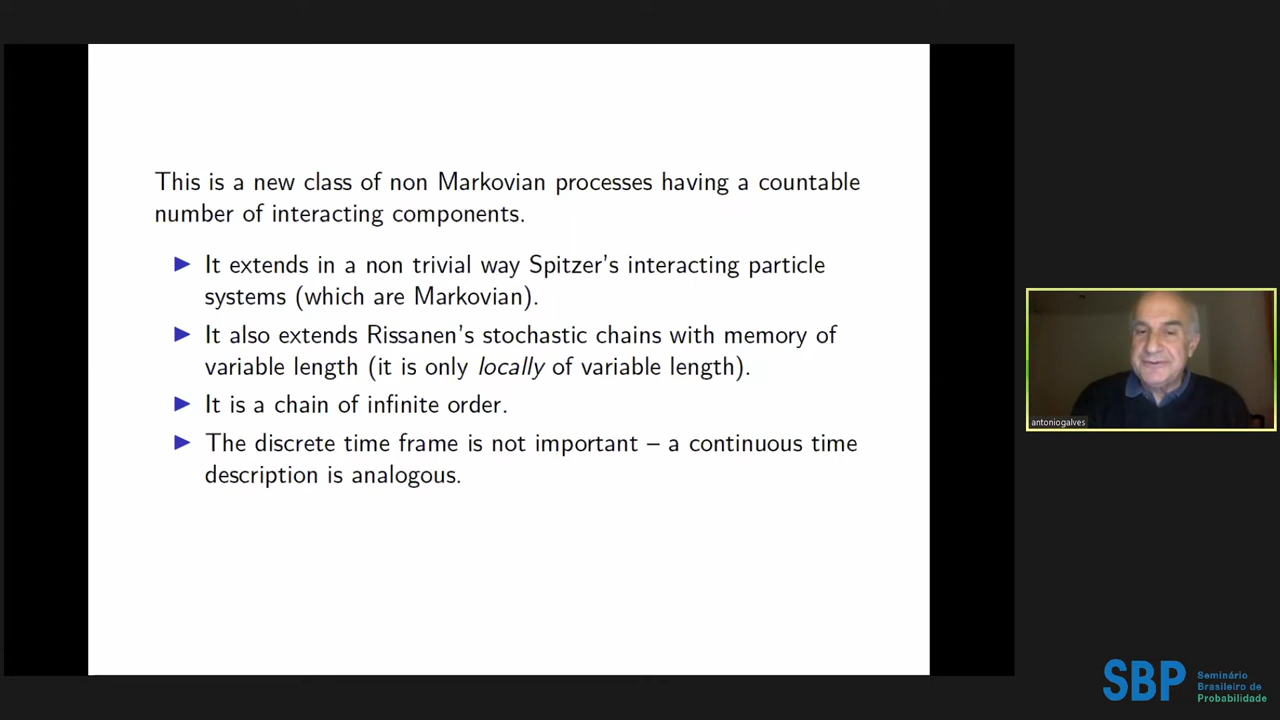 This is a new class of non Markovian processes having a countable
number of interacting components.
It extends in a non trivial way Spitzer's interacting particle
systems (which are Markovian).
It also extends Rissanen's stochastic chains with memory of
variable length (it is only locally of variable length).
It is a chain of infinite order.
The discrete time frame is not important – a continuous time
description is analogous.
antoniogalves
SBP
Seminário
Brasileiro de
Probabilidade